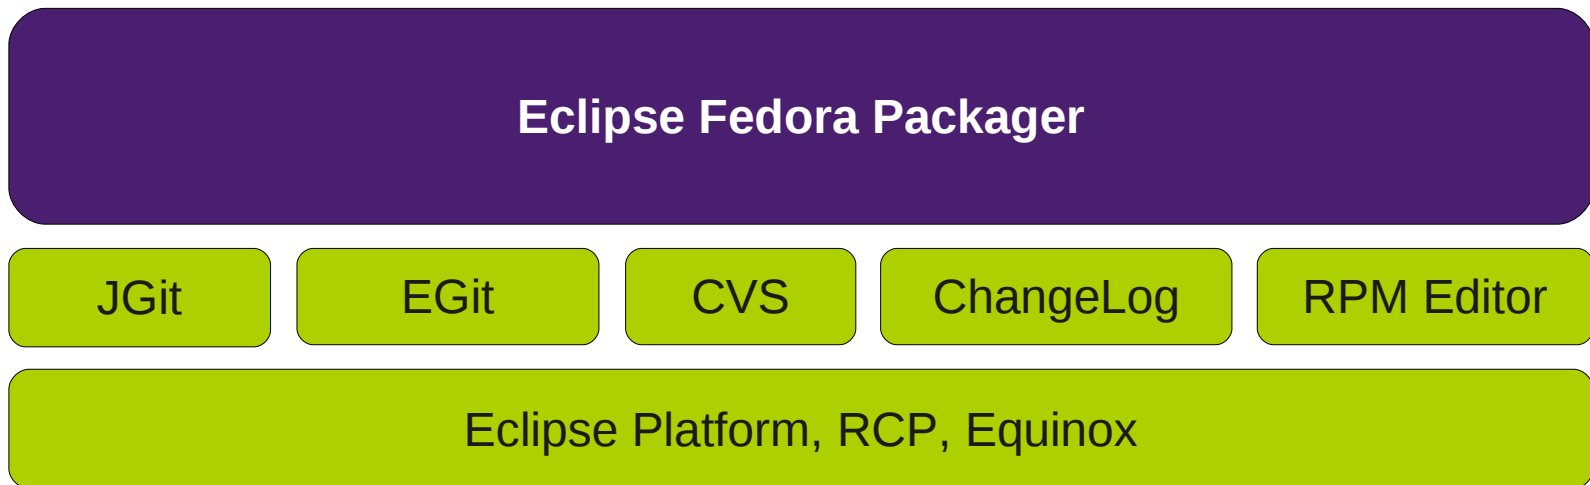 Eclipse Fedora Packager
JGit
EGit
CVS
ChangeLog
RPM Editor
Eclipse Platform, RCP, Equinox